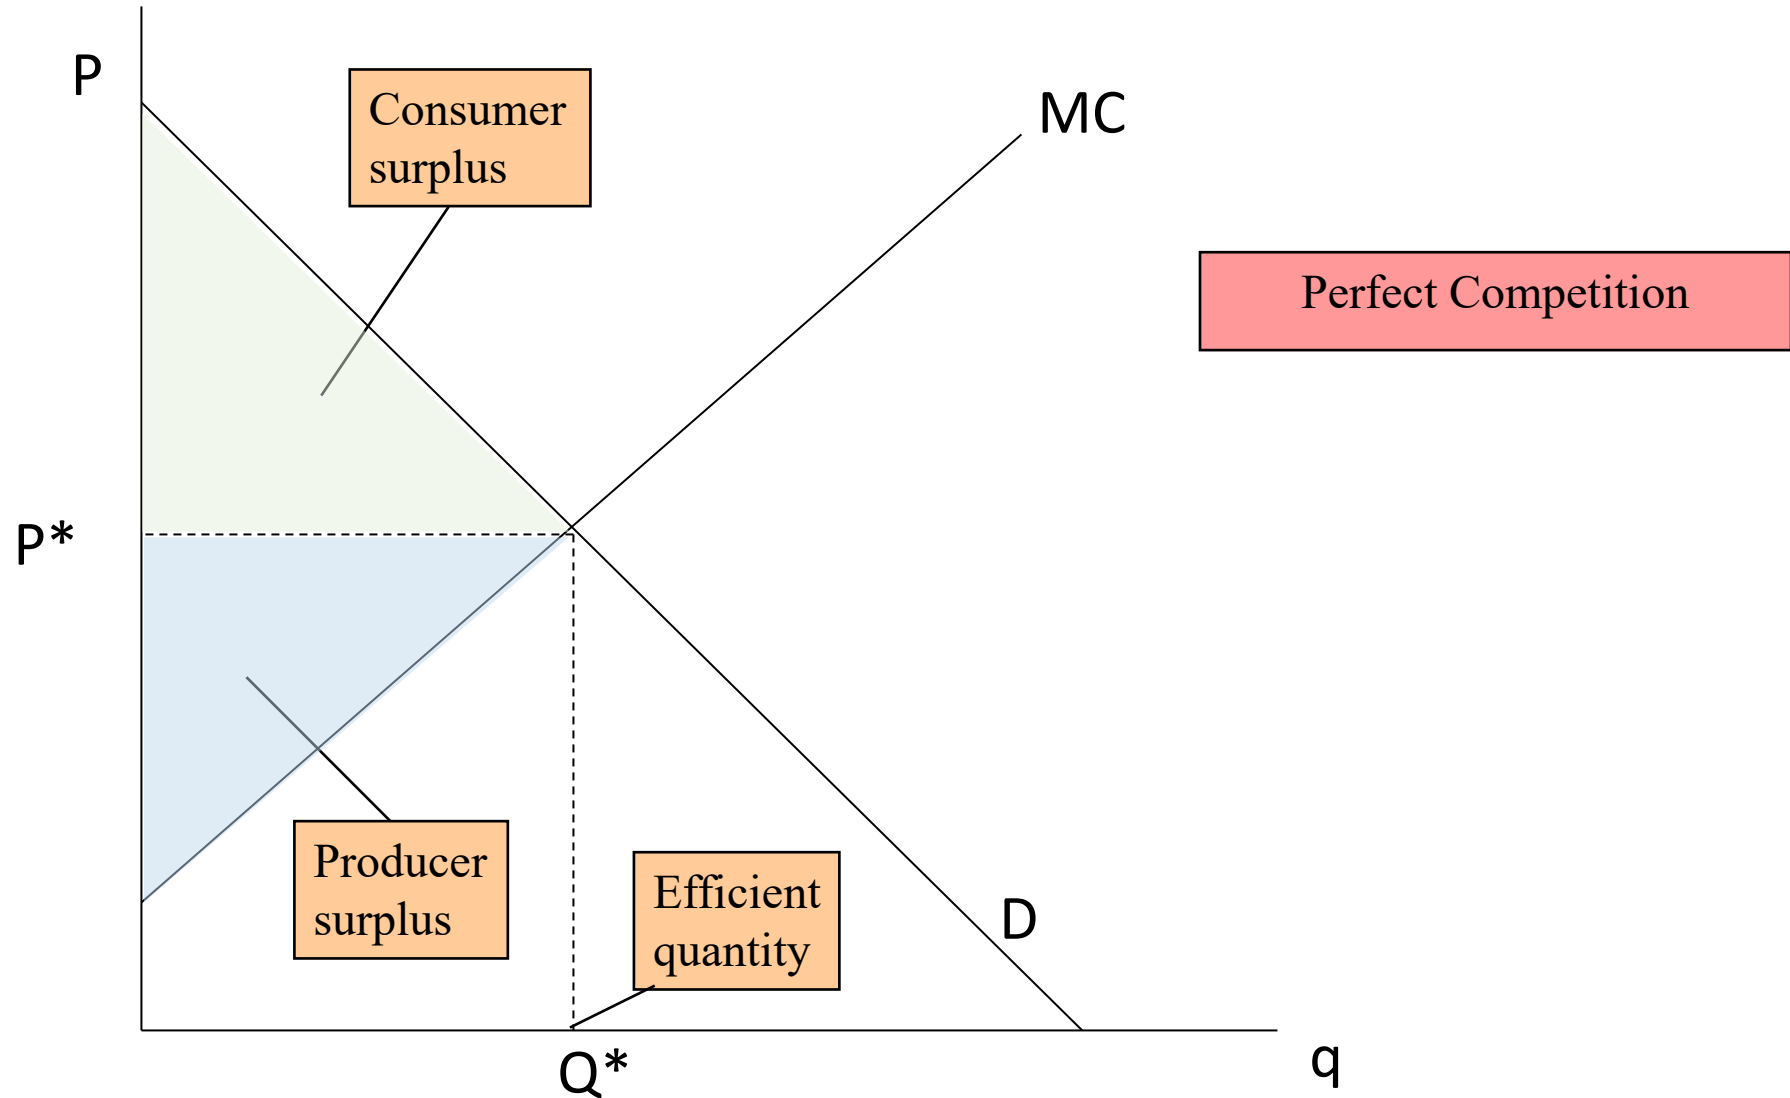 P
Consumer
surplus
MC
Perfect Competition
P*
Producer
surplus
Efficient
quantity
D
Q*
q